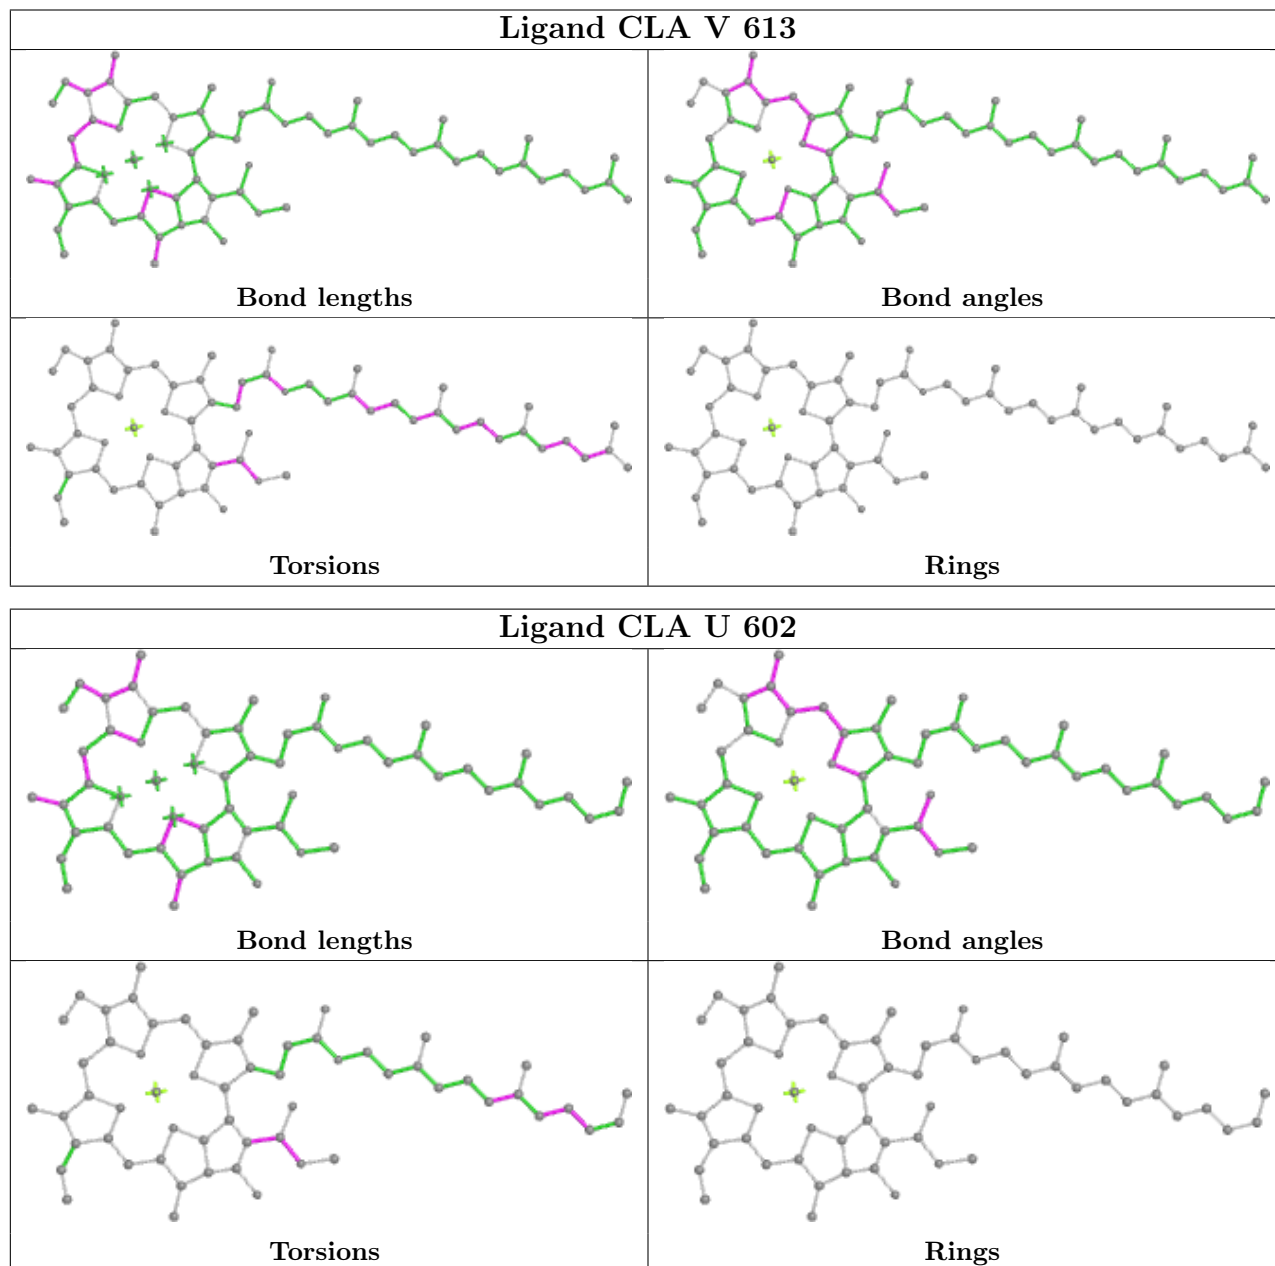 Ligand CLA V 613
Bond lengths
Bond angles
Torsions
Rings
Ligand CLA U 602
Bond lengths
Bond angles
Torsions
Rings